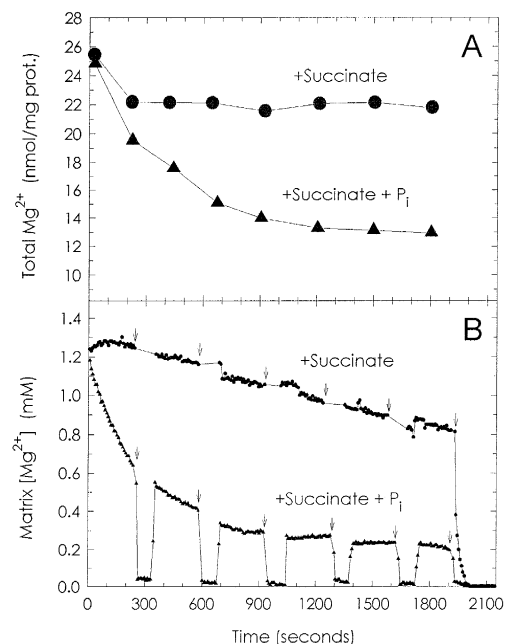 28
26
24
22
20
18
16
14
12
10
Total Mg²⁺ (nmol/mg prot.)
A
+Succinate
+Succinate + Pᵢ
1.4
1.2
1.0
0.8
0.6
0.4
0.2
0.0
Matrix [Mg²⁺] (mM)
B
+Succinate
+Succinate + Pᵢ
0 300 600 900 1200 1500 1800 2100
Time (seconds)